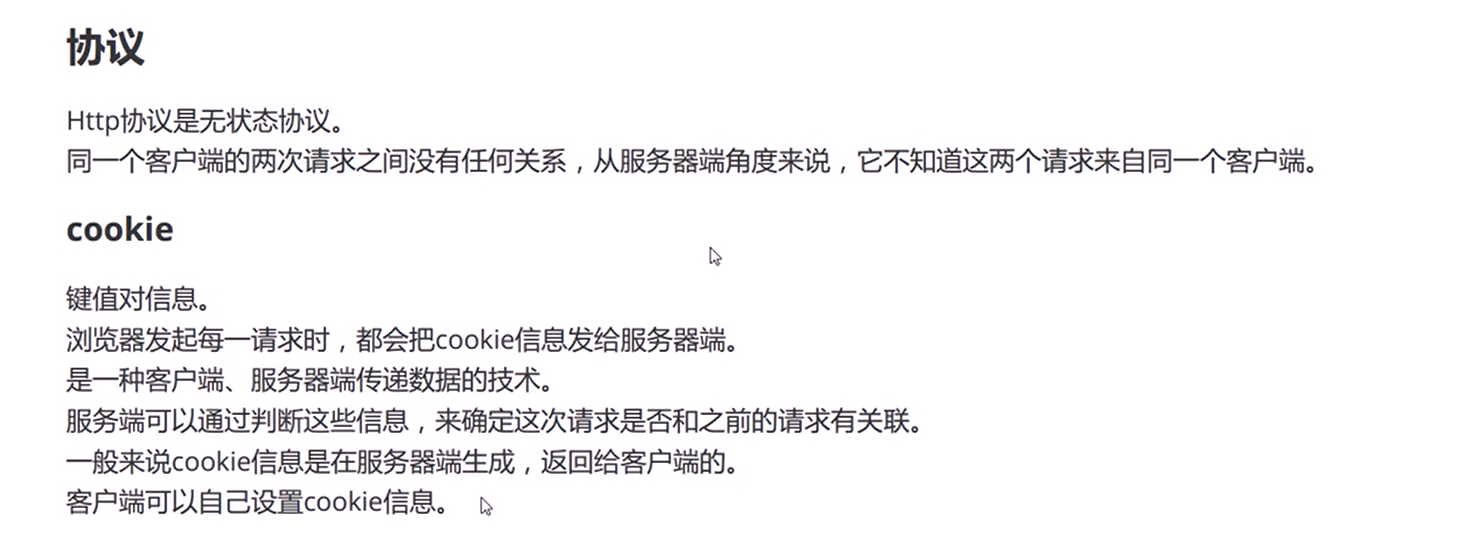 协议
Http协议是无状态协议。
同一个客户端的两次请求之间没有任何关系，从服务器端角度来说，它不知道这两个请求来自同一个客户端。
cookie
键值对信息。
浏览器发起每一请求时，都会把cookie信息发给服务器端。
是一种客户端、服务器端传递数据的技术。
服务端可以通过判断这些信息，来确定这次请求是否和之前的请求有关联。
一般来说cookie信息是在服务器端生成，返回给客户端的。
客户端可以自己设置cookie信息。